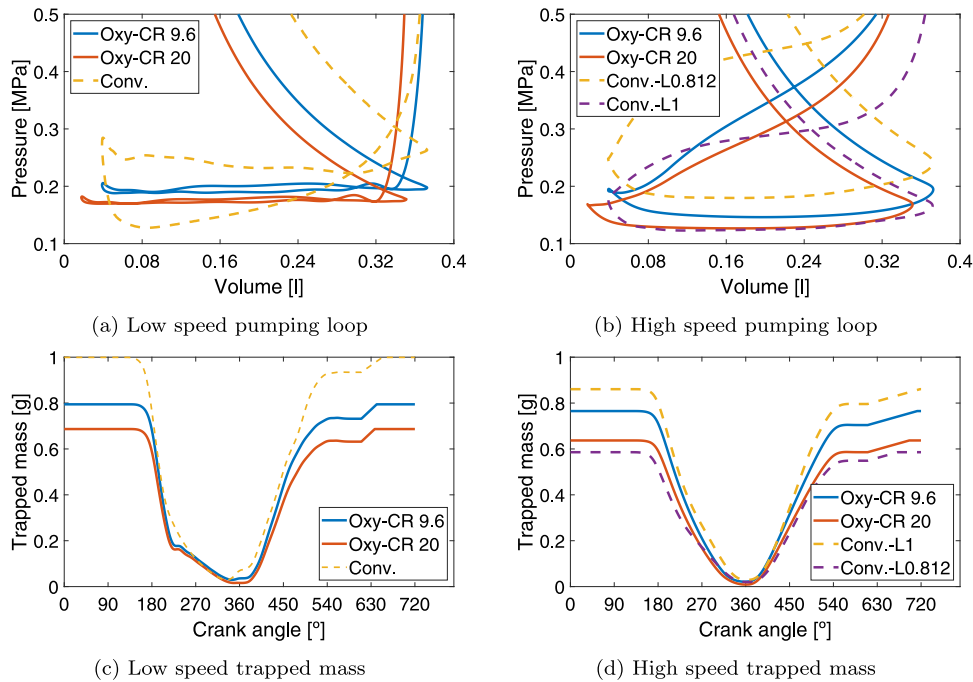 0.5
0.4
0.3
0.2
0.1
Pressure [MPa]
Oxy-CR 9.6
Oxy-CR 20
Conv.
0 0.08 0.16 0.24 0.32 0.4
Volume [l]
(a) Low speed pumping loop
0.5
0.4
0.3
0.2
0.1
Pressure [MPa]
Oxy-CR 9.6
Oxy-CR 20
Conv.-L0.812
Conv.-L1
0 0.08 0.16 0.24 0.32 0.4
Volume [l]
(b) High speed pumping loop
1
0.8
0.6
0.4
0.2
0
Trapped mass [g]
Oxy-CR 9.6
Oxy-CR 20
Conv.
0 90 180 270 360 450 540 630 720
Crank angle [º]
(c) Low speed trapped mass
1
0.8
0.6
0.4
0.2
0
Trapped mass [g]
Oxy-CR 9.6
Oxy-CR 20
Conv.-L1
Conv.-L0.812
0 90 180 270 360 450 540 630 720
Crank angle [º]
(d) High speed trapped mass